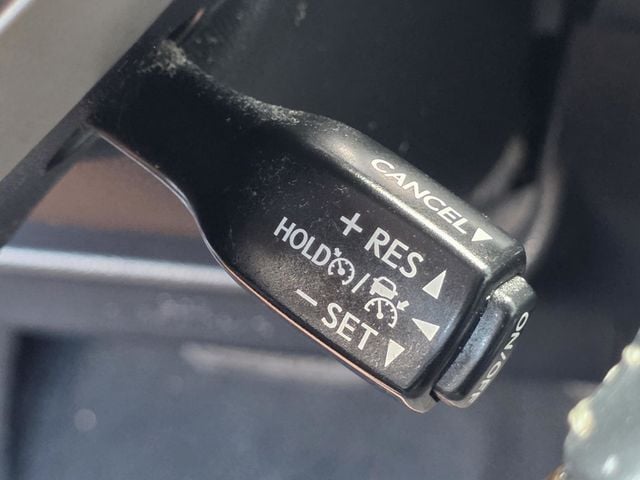 CANCEL ▼
+ RES ▲
HOLD / ◀
− SET ▼
ON/OFF